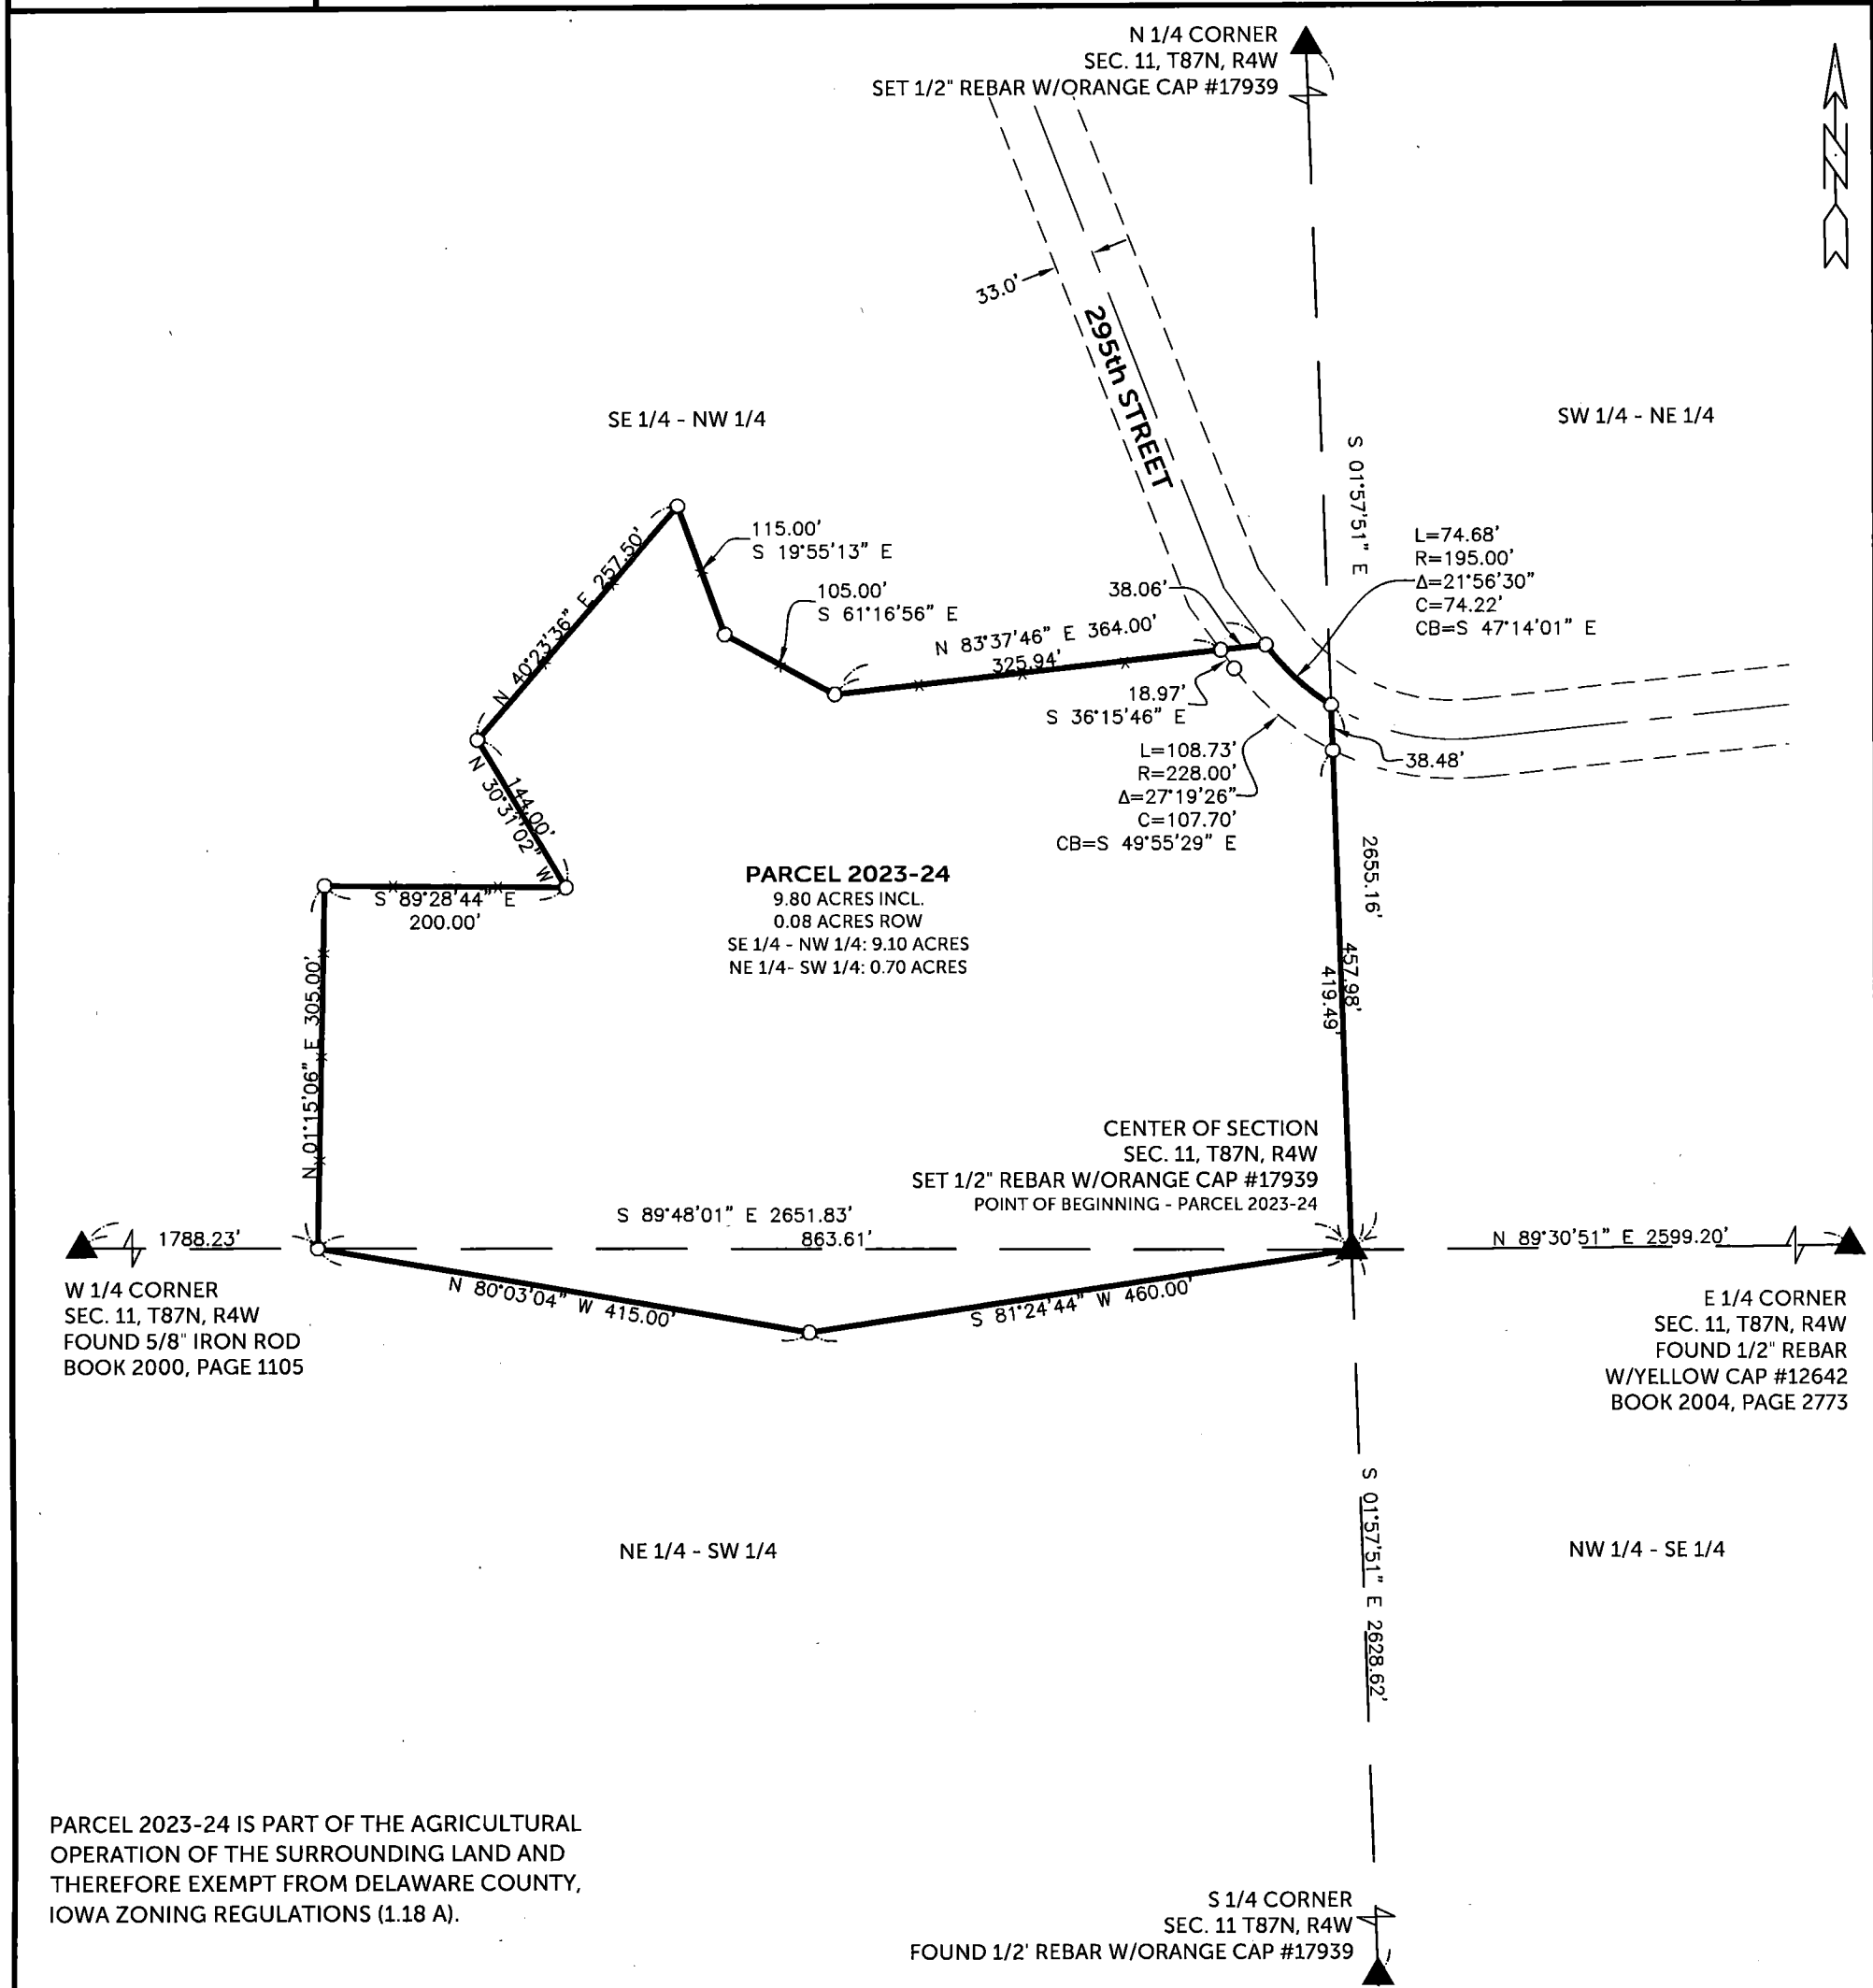 N 1/4 CORNER
SEC. 11, T87N, R4W
SET 1/2" REBAR W/ORANGE CAP #17939
N
33.0'
295th STREET
SE 1/4 - NW 1/4
SW 1/4 - NE 1/4
S 01°57'51" E
2655.16'
L=74.68'
R=195.00'
Δ=21°56'30"
C=74.22'
CB=S 47°14'01" E
115.00'
S 19°55'13" E
105.00'
S 61°16'56" E
N 40°23'36" E 257.50'
38.06'
N 83°37'46" E 364.00'
325.94'
18.97'
S 36°15'46" E
L=108.73'
R=228.00'
Δ=27°19'26"
C=107.70'
CB=S 49°55'29" E
38.48'
144.00'
N 30°31'02" W
S 89°28'44" E
200.00'
PARCEL 2023-24
9.80 ACRES INCL.
0.08 ACRES ROW
SE 1/4 - NW 1/4: 9.10 ACRES
NE 1/4- SW 1/4: 0.70 ACRES
457.98'
419.49'
N 01°15'06" E 305.00'
CENTER OF SECTION
SEC. 11, T87N, R4W
SET 1/2" REBAR W/ORANGE CAP #17939
POINT OF BEGINNING - PARCEL 2023-24
1788.23'
S 89°48'01" E 2651.83'
863.61'
N 89°30'51" E 2599.20'
W 1/4 CORNER
SEC. 11, T87N, R4W
FOUND 5/8" IRON ROD
BOOK 2000, PAGE 1105
N 80°03'04" W 415.00'
S 81°24'44" W 460.00'
E 1/4 CORNER
SEC. 11, T87N, R4W
FOUND 1/2" REBAR
W/YELLOW CAP #12642
BOOK 2004, PAGE 2773
NE 1/4 - SW 1/4
NW 1/4 - SE 1/4
S 01°57'51" E 2628.62'
PARCEL 2023-24 IS PART OF THE AGRICULTURAL
OPERATION OF THE SURROUNDING LAND AND
THEREFORE EXEMPT FROM DELAWARE COUNTY,
IOWA ZONING REGULATIONS (1.18 A).
S 1/4 CORNER
SEC. 11 T87N, R4W
FOUND 1/2' REBAR W/ORANGE CAP #17939